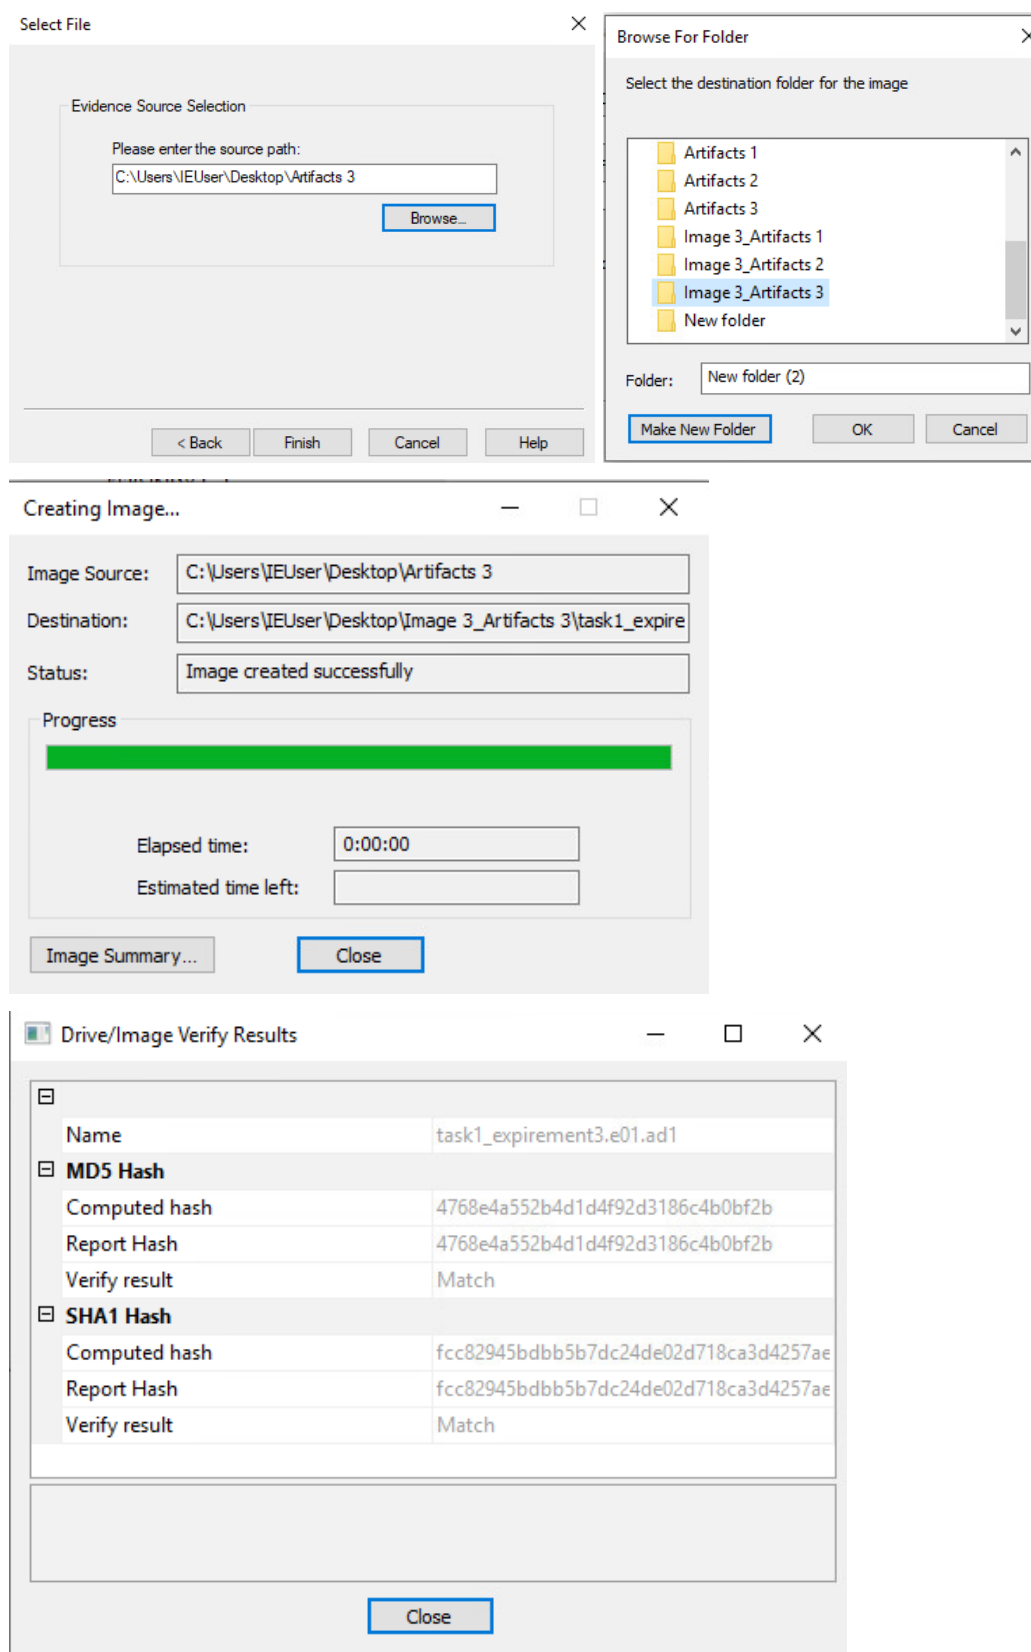 Select File
Evidence Source Selection
Please enter the source path:
C:\Users\IEUser\Desktop\Artifacts 3
Browse...
< Back
Finish
Cancel
Help
Browse For Folder
Select the destination folder for the image
Artifacts 1
Artifacts 2
Artifacts 3
Image 3_Artifacts 1
Image 3_Artifacts 2
Image 3_Artifacts 3
New folder
Folder: New folder (2)
Make New Folder
OK
Cancel
Creating Image...
Image Source: C:\Users\IEUser\Desktop\Artifacts 3
Destination: C:\Users\IEUser\Desktop\Image 3_Artifacts 3\task1_expire
Status: Image created successfully
Progress
Elapsed time: 0:00:00
Estimated time left:
Image Summary...
Close
Drive/Image Verify Results
Name task1_expirement3.e01.ad1
MD5 Hash
Computed hash 4768e4a552b4d1d4f92d3186c4b0bf2b
Report Hash 4768e4a552b4d1d4f92d3186c4b0bf2b
Verify result Match
SHA1 Hash
Computed hash fcc82945bdbb5b7dc24de02d718ca3d4257ae
Report Hash fcc82945bdbb5b7dc24de02d718ca3d4257ae
Verify result Match
Close